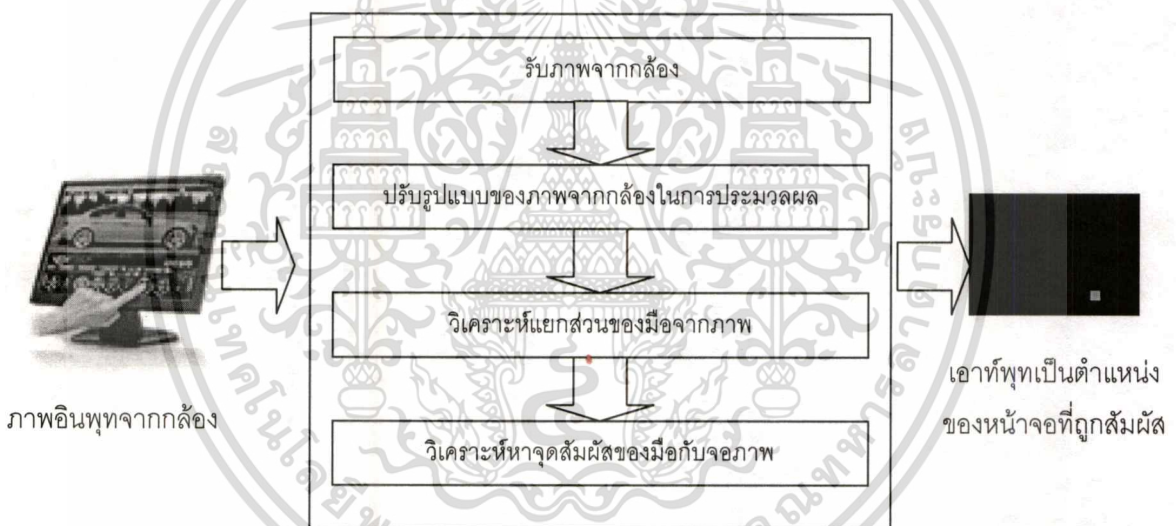 รับภาพจากกล้อง
ปรับรูปแบบของภาพจากกล้องในการประมวลผล
วิเคราะห์แยกส่วนของมือจากภาพ
วิเคราะห์หาจุดสัมผัสของมือกับจอภาพ
ภาพอินพุทจากกล้อง
เอาท์พุทเป็นตำแหน่ง
ของหน้าจอที่ถูกสัมผัส